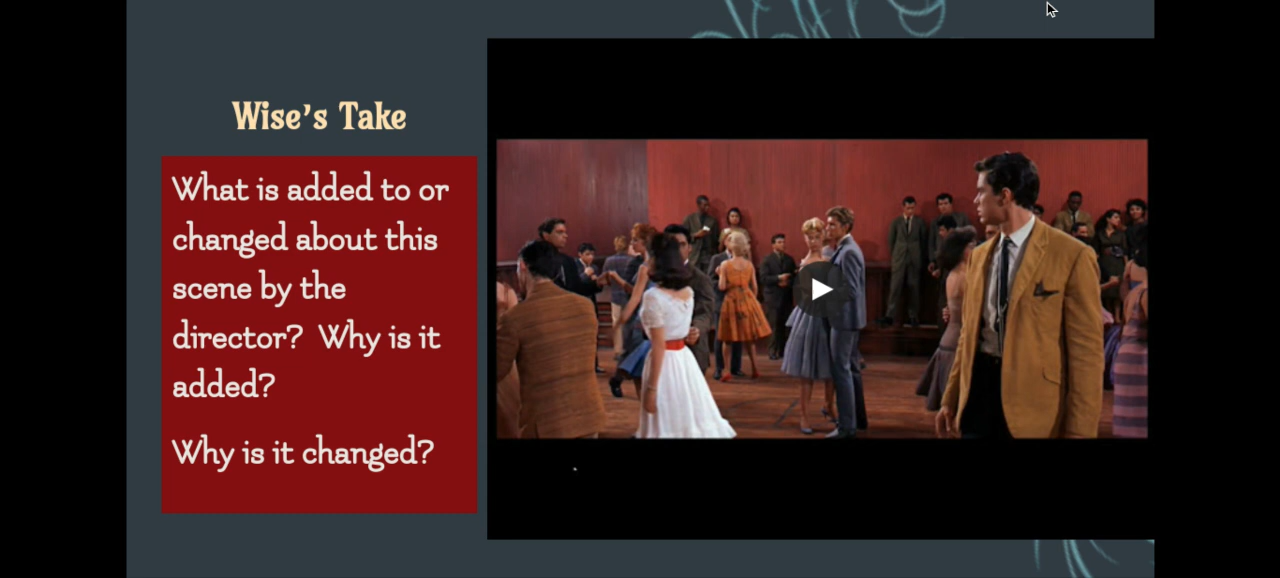 Wise's Take
What is added to or
changed about this
scene by the
director?  Why is it
added?
Why is it changed?